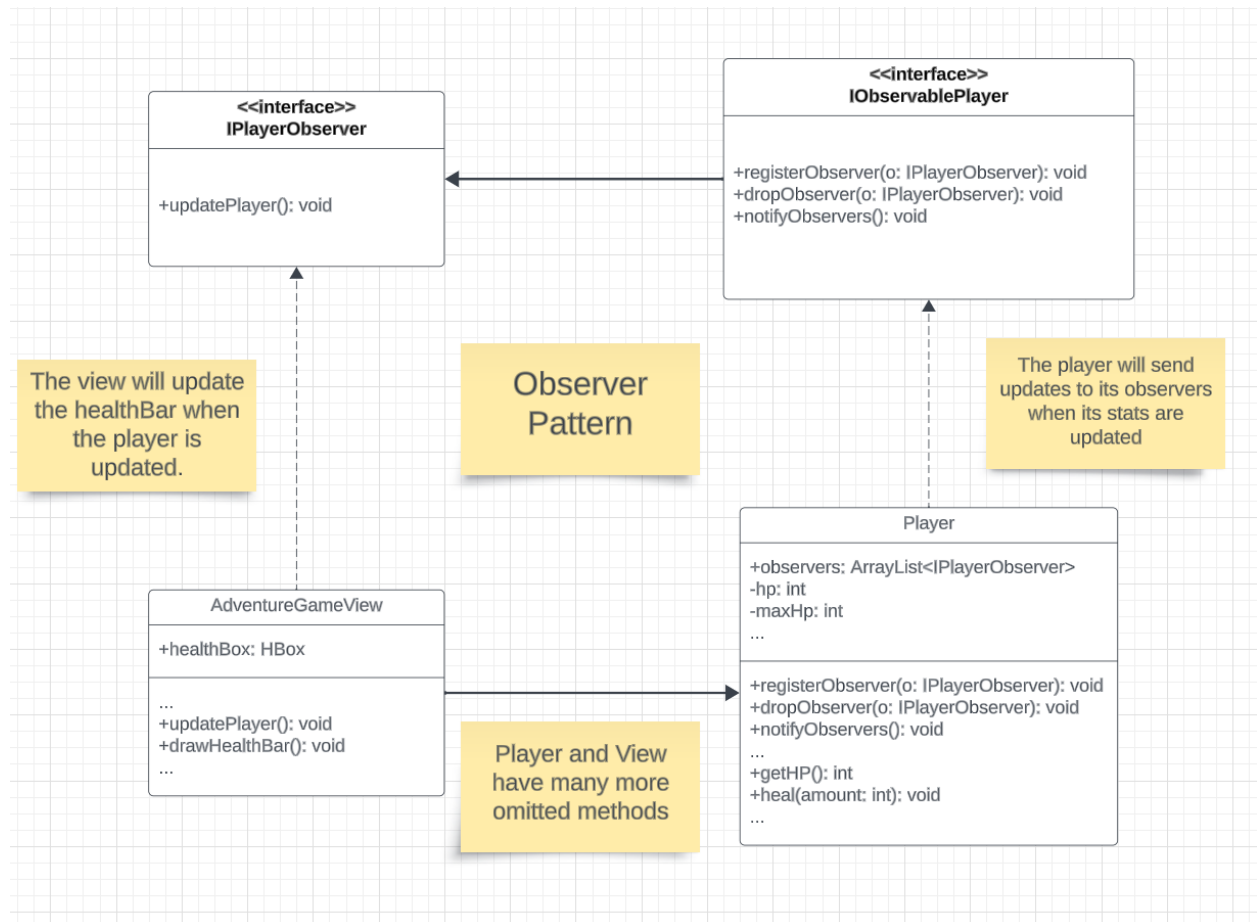 <<interface>>
IPlayerObserver
+updatePlayer(): void
<<interface>>
IObservablePlayer
+registerObserver(o: IPlayerObserver): void
+dropObserver(o: IPlayerObserver): void
+notifyObservers(): void
The view will update
the healthBar when
the player is
updated.
Observer
Pattern
The player will send
updates to its observers
when its stats are
updated
AdventureGameView
+healthBox: HBox
...
+updatePlayer(): void
+drawHealthBar(): void
...
Player and View
have many more
omitted methods
Player
+observers: ArrayList<IPlayerObserver>
-hp: int
-maxHp: int
...
+registerObserver(o: IPlayerObserver): void
+dropObserver(o: IPlayerObserver): void
+notifyObservers(): void
...
+getHP(): int
+heal(amount: int): void
...